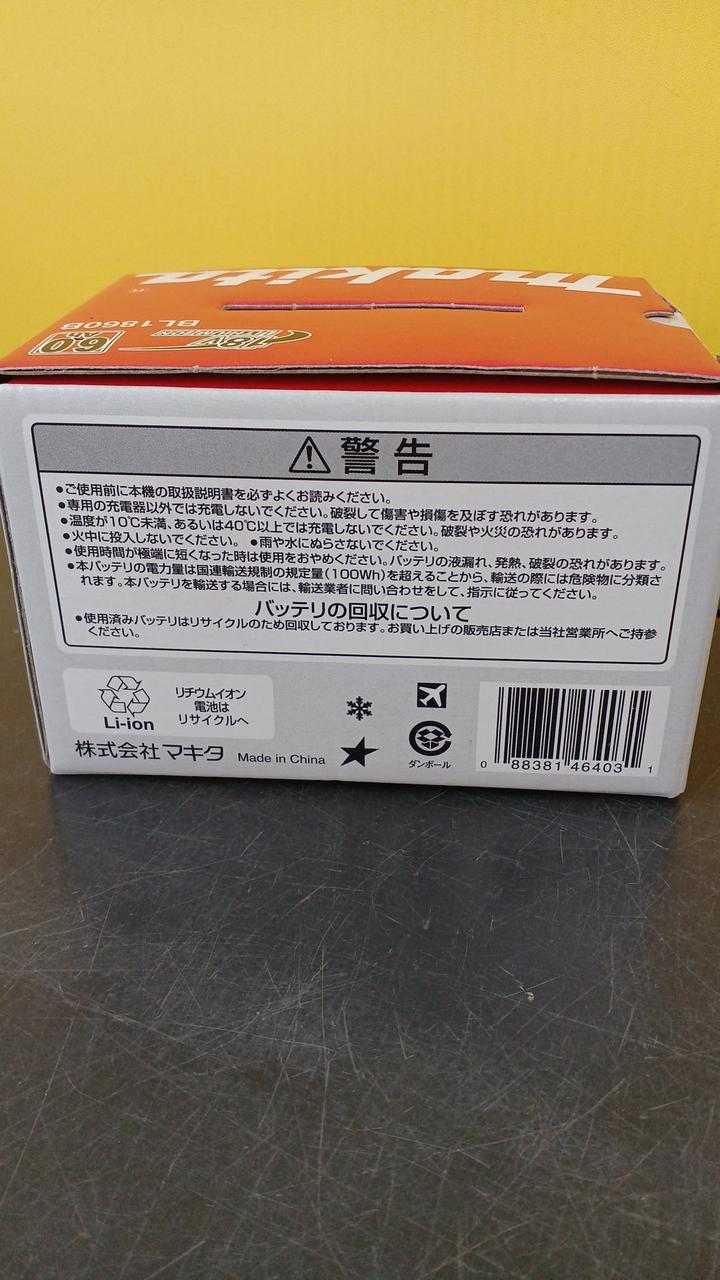 makita
BL1860B
18V
LITHIUM-ION
6.0
Ah
警告
●ご使用前に本機の取扱説明書を必ずよくお読みください。
●専用の充電器以外では充電しないでください。破裂して傷害や損傷を及ぼす恐れがあります。
●温度が10℃未満、あるいは40℃以上では充電しないでください。破裂や火災の恐れがあります。
●火中に投入しないでください。 ●雨や水にぬらさないでください。
●使用時間が極端に短くなった時は使用をおやめください。バッテリの液漏れ、発熱、破裂の恐れがあります。
●本バッテリの電力量は国連輸送規制の規定量(100Wh)を超えることから、輸送の際には危険物に分類さ
れます。本バッテリを輸送する場合には、輸送業者に問い合わせをして、指示に従ってください。
バッテリの回収について
●使用済みバッテリはリサイクルのため回収しております。お買い上げの販売店または当社営業所へご持参
ください。
Li-ion
リチウムイオン
電池は
リサイクルへ
株式会社マキタ Made in China
ダンボール
0 88381 46403 1